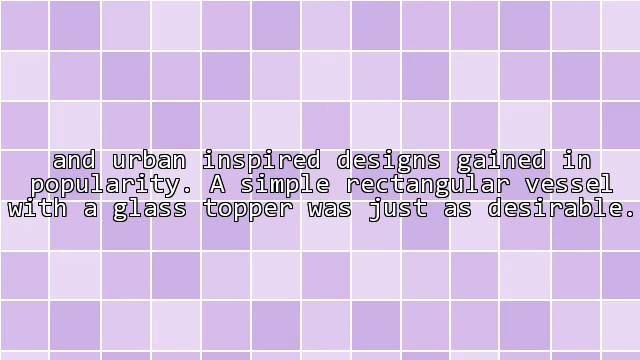 and urban inspired designs gained in
popularity. A simple rectangular vessel
with a glass topper was just as desirable.